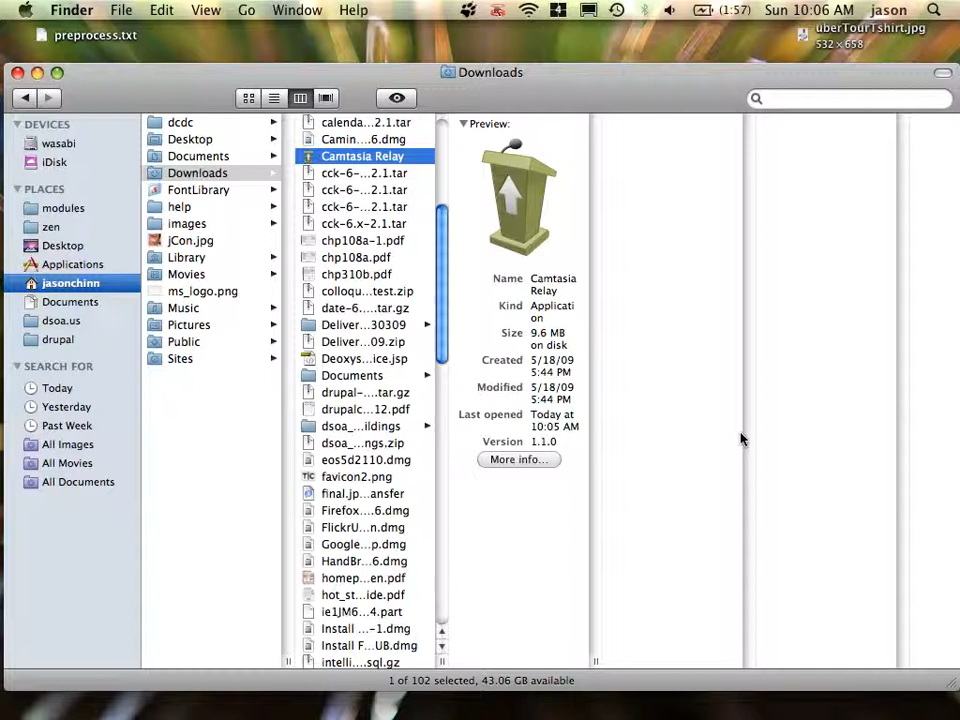 Finder File Edit View Go Window Help (1:57) Sun 10:06 AM jason
preprocess.txt
uberTourTshirt.jpg
532 × 658
Downloads
DEVICES
wasabi
iDisk
PLACES
modules
zen
Desktop
Applications
jasonchinn
Documents
dsoa.us
drupal
SEARCH FOR
Today
Yesterday
Past Week
All Images
All Movies
All Documents
dcdc
Desktop
Documents
Downloads
FontLibrary
help
images
jCon.jpg
Library
Movies
ms_logo.png
Music
Pictures
Public
Sites
calenda...2.1.tar
Camin...6.dmg
Camtasia Relay
cck-6-...2.1.tar
cck-6-...2.1.tar
cck-6-...2.1.tar
cck-6.x-2.1.tar
chp108a-1.pdf
chp108a.pdf
chp310b.pdf
colloqu...test.zip
date-6....tar.gz
Deliver...30309
Deliver...09.zip
Deoxys...ice.jsp
Documents
drupal-....tar.gz
drupalc...12.pdf
dsoa_...ildings
dsoa_...ngs.zip
eos5d2110.dmg
favicon2.png
final.jp...ansfer
Firefox....6.dmg
FlickrU...n.dmg
Google...p.dmg
HandBr...6.dmg
homep...en.pdf
hot_st...ide.pdf
ie1JM6...4.part
Install ...-1.dmg
Install F...UB.dmg
intelli....sql.gz
Preview:
Name Camtasia
Relay
Kind Applicati
on
Size 9.6 MB
on disk
Created 5/18/09
5:44 PM
Modified 5/18/09
5:44 PM
Last opened Today at
10:05 AM
Version 1.1.0
More info...
1 of 102 selected, 43.06 GB available